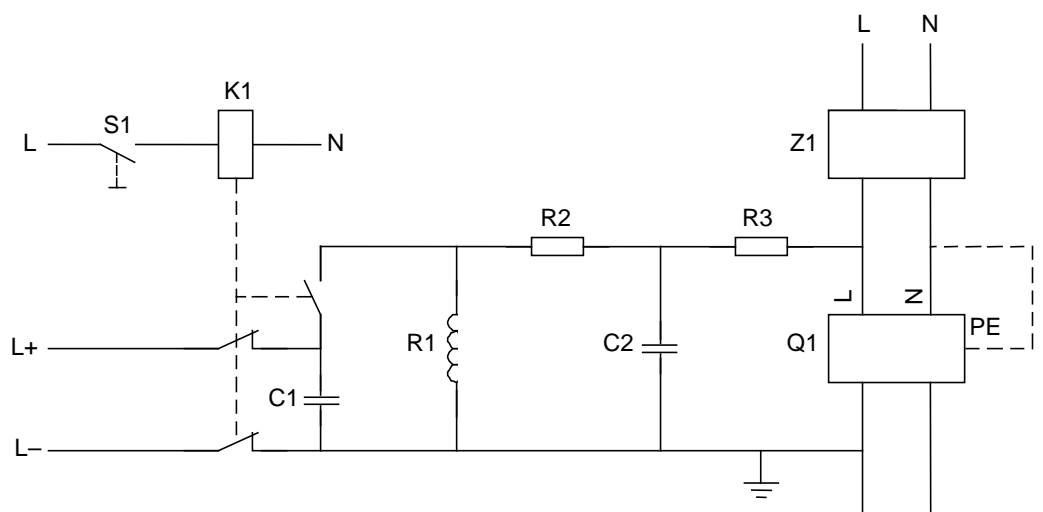 L N
K1
S1
L N
Z1
R2 R3
L N
L+ R1 C2 Q1 PE
C1
L–